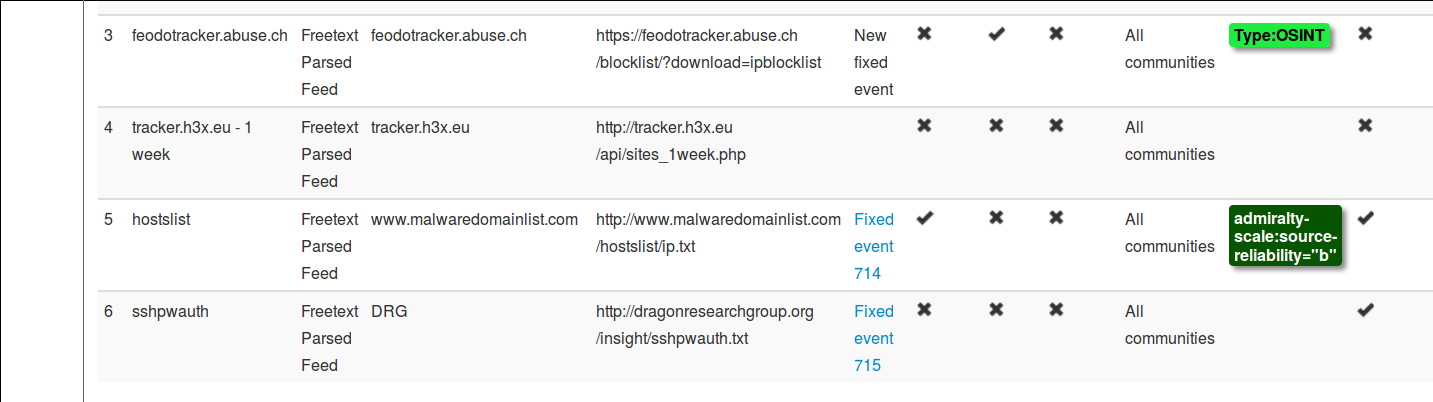 3 feodotracker.abuse.ch Freetext feodotracker.abuse.ch https://feodotracker.abuse.ch New ✖ ✔ All Type:OSINT ✖
Parsed /blocklist/?download=ipblocklist fixed communities
Feed event
4 tracker.h3x.eu - 1 Freetext tracker.h3x.eu http://tracker.h3x.eu ✖ ✖ ✖ All ✖
week Parsed /api/sites_1week.php communities
Feed
5 hostslist Freetext www.malwaredomainlist.com http://www.malwaredomainlist.com Fixed ✔ ✖ ✖ All admiralty- ✔
Parsed /hostslist/ip.txt event communities scale:source-
Feed 714 reliability="b"
6 sshpwauth Freetext DRG http://dragonresearchgroup.org Fixed ✖ ✖ ✖ All ✔
Parsed /insight/sshpwauth.txt event communities
Feed 715